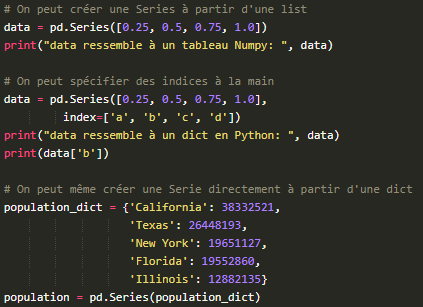 # On peut créer une Series à partir d'une list
data = pd.Series([0.25, 0.5, 0.75, 1.0])
print("data ressemble à un tableau Numpy: ", data)
# On peut spécifier des indices à la main
data = pd.Series([0.25, 0.5, 0.75, 1.0],
index=['a', 'b', 'c', 'd'])
print("data ressemble à un dict en Python: ", data)
print(data['b'])
# On peut même créer une Serie directement à partir d'une dict
population_dict = {'California': 38332521,
'Texas': 26448193,
'New York': 19651127,
'Florida': 19552860,
'Illinois': 12882135}
population = pd.Series(population_dict)